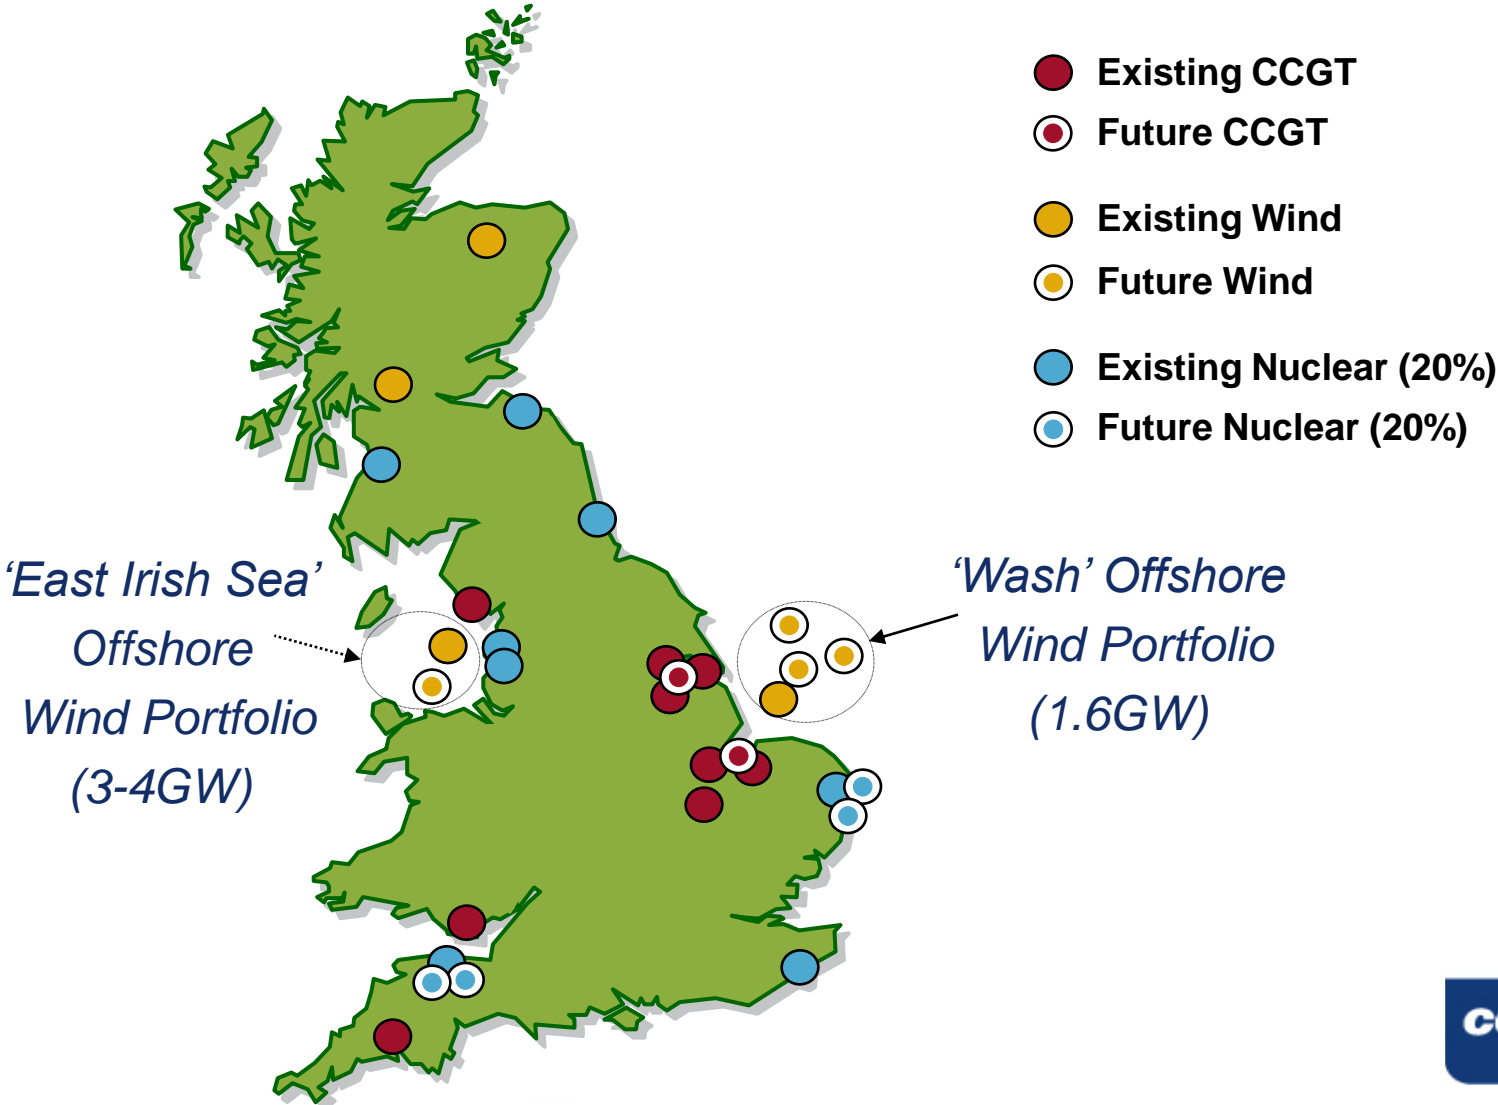 Existing CCGT
Future CCGT
Existing Wind
Future Wind
Existing Nuclear (20%)
Future Nuclear (20%)
‘East Irish Sea’
Offshore
Wind Portfolio
(3-4GW)
‘Wash’ Offshore
Wind Portfolio
(1.6GW)